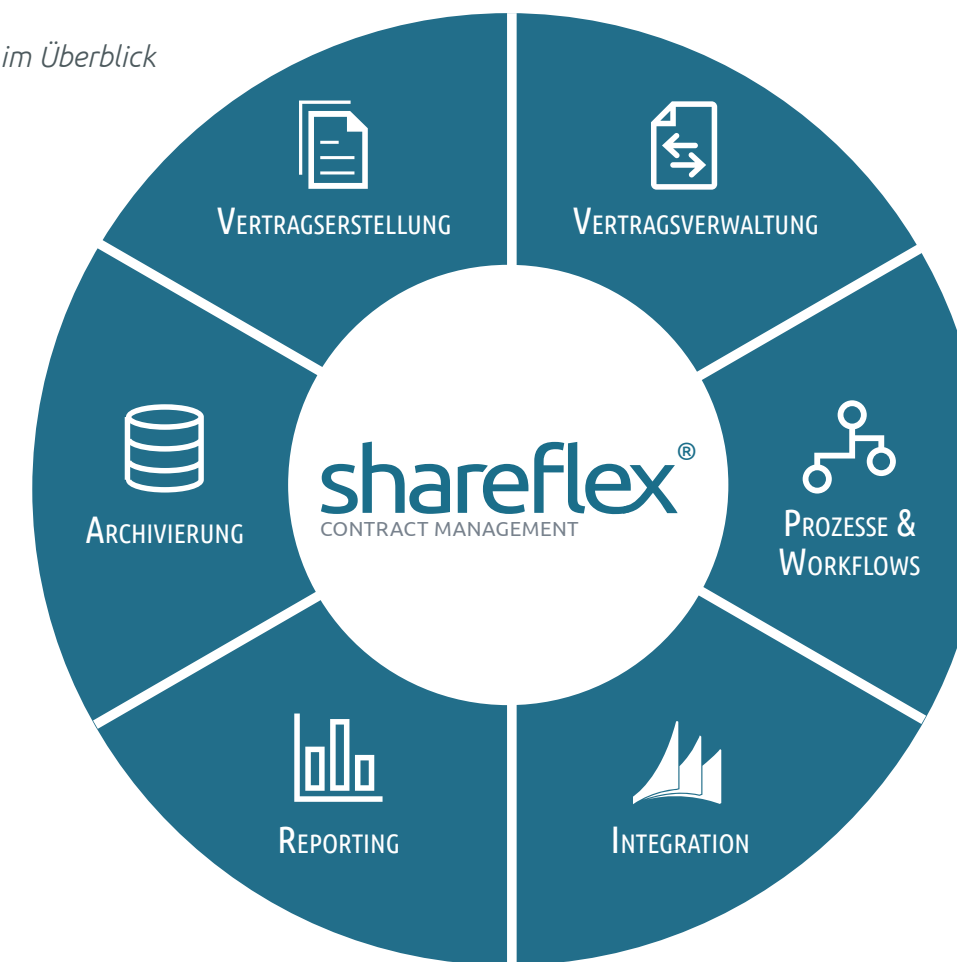 im Überblick
VERTRAGSERSTELLUNG
VERTRAGSVERWALTUNG
ARCHIVIERUNG
shareflex®
CONTRACT MANAGEMENT
PROZESSE &
WORKFLOWS
REPORTING
INTEGRATION